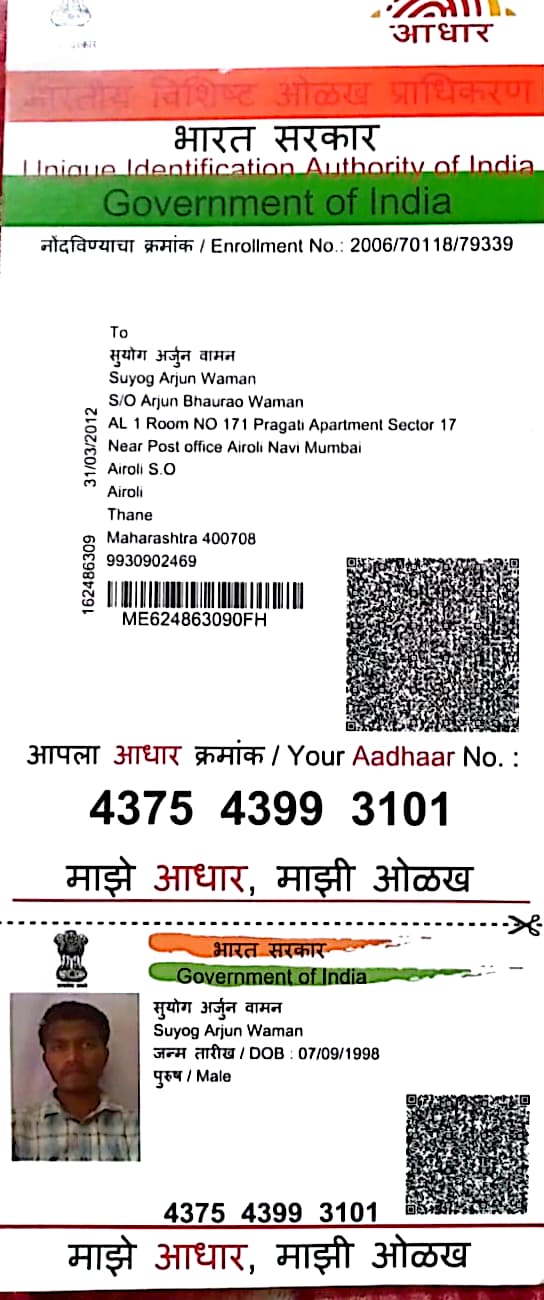 आधार
भारतीय विशिष्ट ओळख प्राधिकरण
भारत सरकार
Unique Identification Authority of India
Government of India
नोंदविण्याचा क्रमांक / Enrollment No.: 2006/70118/79339
To
सुयोग अर्जुन वामन
Suyog Arjun Waman
S/O Arjun Bhaurao Waman
AL 1 Room NO 171 Pragati Apartment Sector 17
Near Post office Airoli Navi Mumbai
Airoli S.O
Airoli
Thane
Maharashtra 400708
9930902469
31/03/2012
162486309
ME624863090FH
आपला आधार क्रमांक / Your Aadhaar No. :
4375 4399 3101
माझे आधार, माझी ओळख
भारत सरकार
Government of India
सुयोग अर्जुन वामन
Suyog Arjun Waman
जन्म तारीख / DOB : 07/09/1998
पुरुष / Male
4375 4399 3101
माझे आधार, माझी ओळख